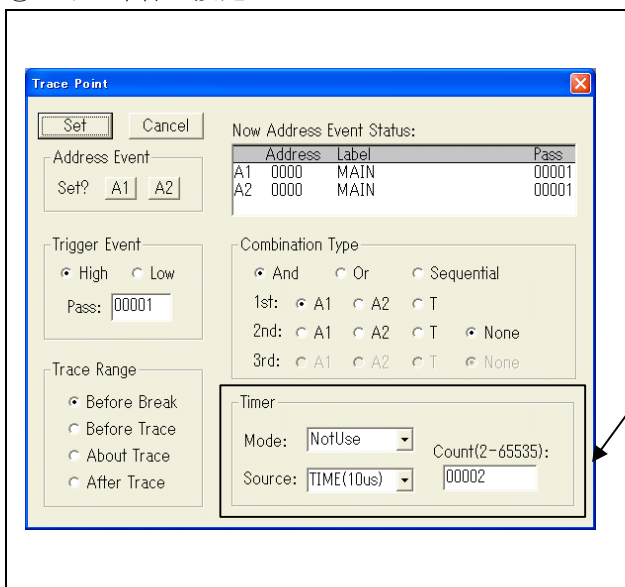 Trace Point
Set Cancel
Address Event
Set? A1 A2
Now Address Event Status:
Address Label Pass
A1 0000 MAIN 00001
A2 0000 MAIN 00001
Trigger Event
High Low
Pass: 00001
Combination Type
And Or Sequential
1st: A1 A2 T
2nd: A1 A2 T None
3rd: A1 A2 T None
Trace Range
Before Break
Before Trace
About Trace
After Trace
Timer
Mode: NotUse
Count(2-65535):
Source: TIME(10us) 00002